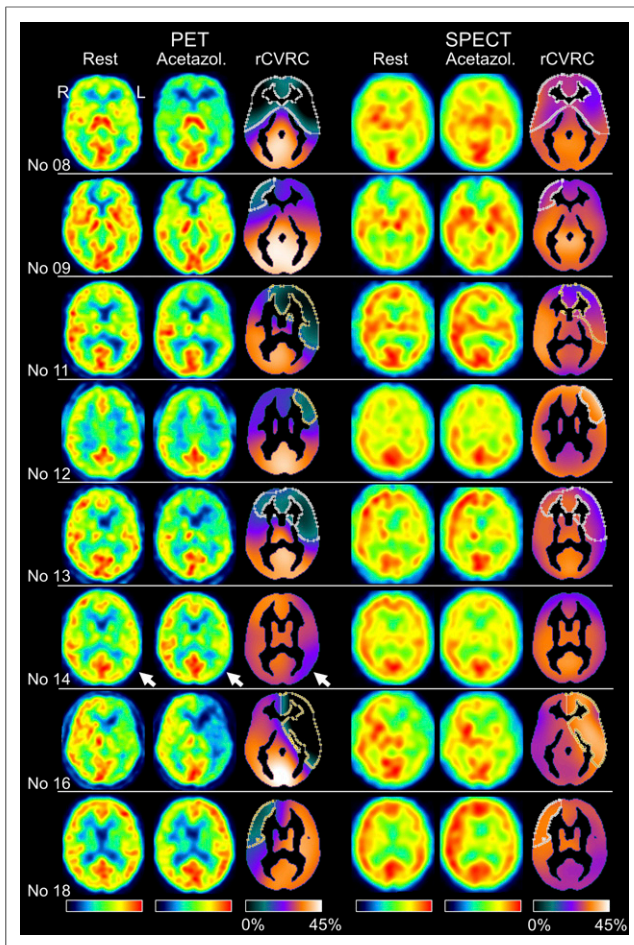 PET SPECT
Rest Acetazol. rCVRC Rest Acetazol. rCVRC
R L
No 08
No 09
No 11
No 12
No 13
No 14
No 16
No 18
0% 45% 0% 45%